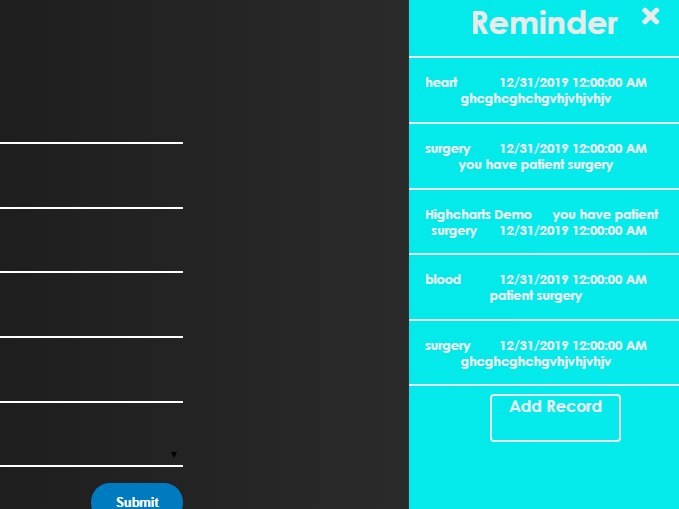 Reminder
heart 12/31/2019 12:00:00 AM
ghcghcghchgvhjvhjvhjv
surgery 12/31/2019 12:00:00 AM
you have patient surgery
Highcharts Demo you have patient
surgery 12/31/2019 12:00:00 AM
blood 12/31/2019 12:00:00 AM
patient surgery
surgery 12/31/2019 12:00:00 AM
ghcghcghchgvhjvhjvhjv
Add Record
Submit